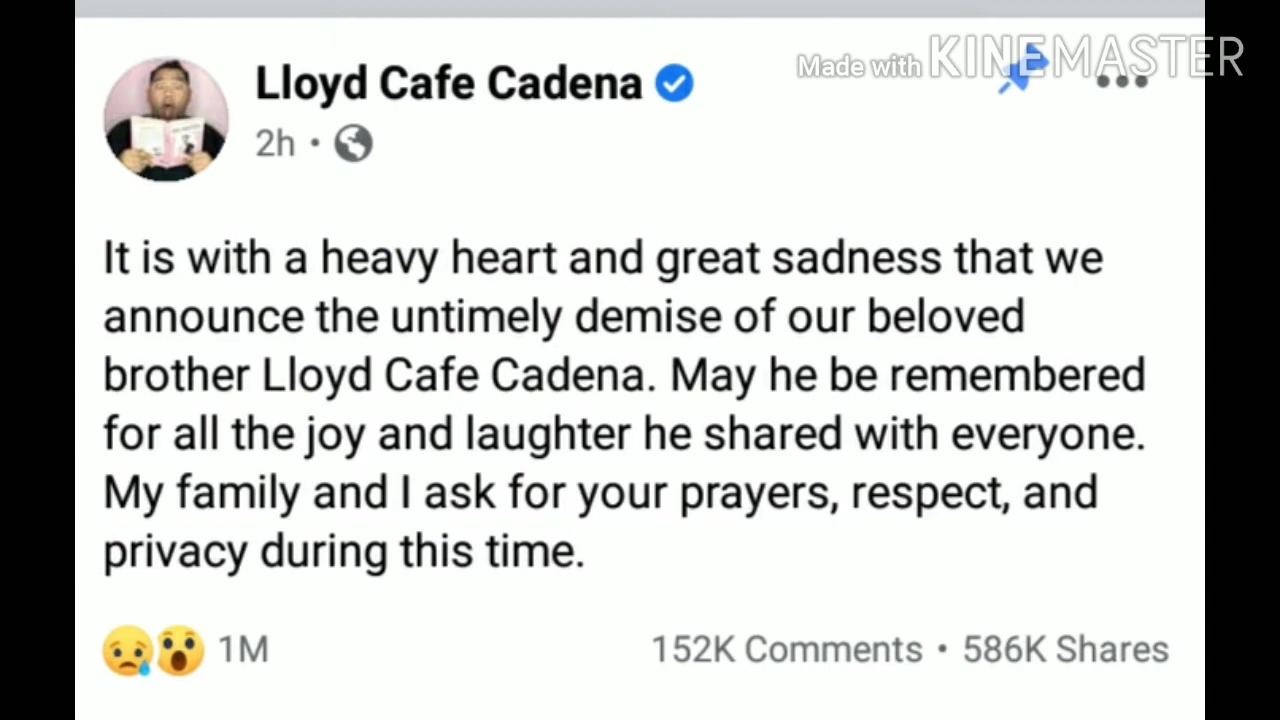 Made with KINEMASTER
Lloyd Cafe Cadena
2h
It is with a heavy heart and great sadness that we
announce the untimely demise of our beloved
brother Lloyd Cafe Cadena. May he be remembered
for all the joy and laughter he shared with everyone.
My family and I ask for your prayers, respect, and
privacy during this time.
1M 152K Comments • 586K Shares